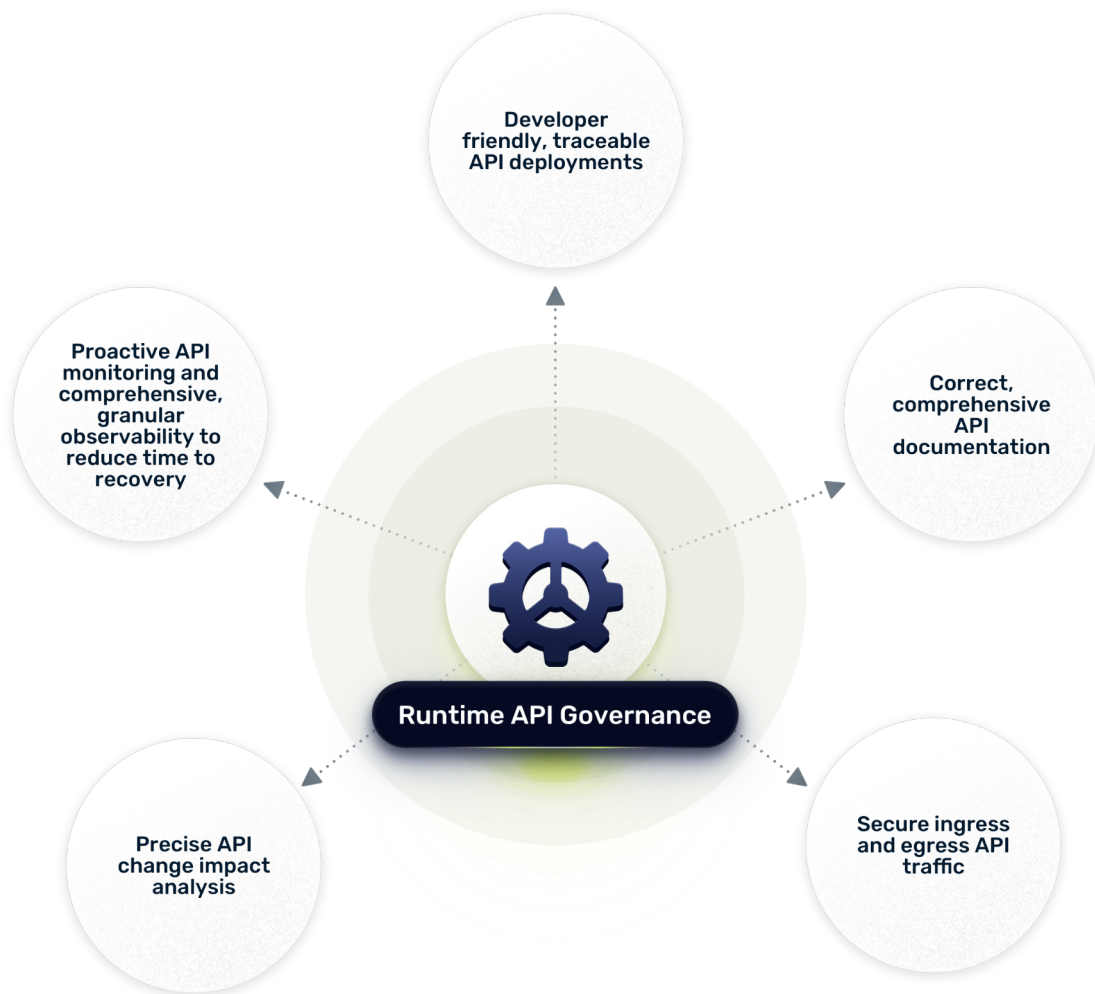 Developer
friendly, traceable
API deployments
Proactive API
monitoring and
comprehensive,
granular
observability to
reduce time to
recovery
Correct,
comprehensive
API
documentation
Runtime API Governance
Precise API
change impact
analysis
Secure ingress
and egress API
traffic